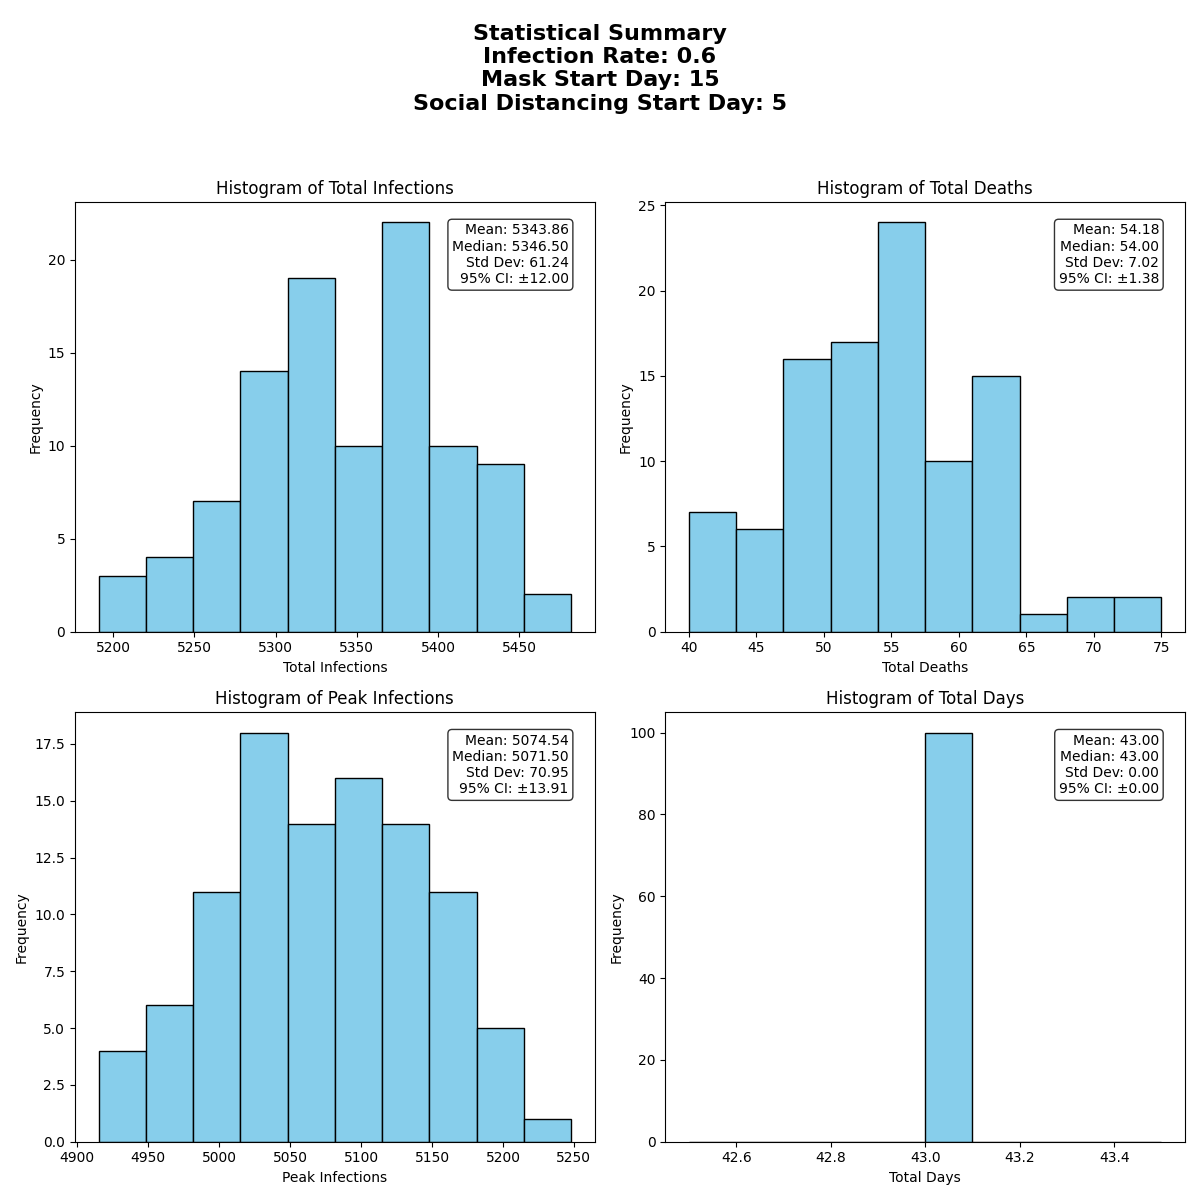 Statistical Summary
Infection Rate: 0.6
Mask Start Day: 15
Social Distancing Start Day: 5
Histogram of Total Infections
Mean: 5343.86
Median: 5346.50
Std Dev: 61.24
95% CI: ±12.00
Frequency
20
15
10
5
0
5200 5250 5300 5350 5400 5450
Total Infections
Histogram of Total Deaths
Mean: 54.18
Median: 54.00
Std Dev: 7.02
95% CI: ±1.38
Frequency
25
20
15
10
5
0
40 45 50 55 60 65 70 75
Total Deaths
Histogram of Peak Infections
Mean: 5074.54
Median: 5071.50
Std Dev: 70.95
95% CI: ±13.91
Frequency
17.5
15.0
12.5
10.0
7.5
5.0
2.5
0.0
4900 4950 5000 5050 5100 5150 5200 5250
Peak Infections
Histogram of Total Days
Mean: 43.00
Median: 43.00
Std Dev: 0.00
95% CI: ±0.00
Frequency
100
80
60
40
20
0
42.6 42.8 43.0 43.2 43.4
Total Days